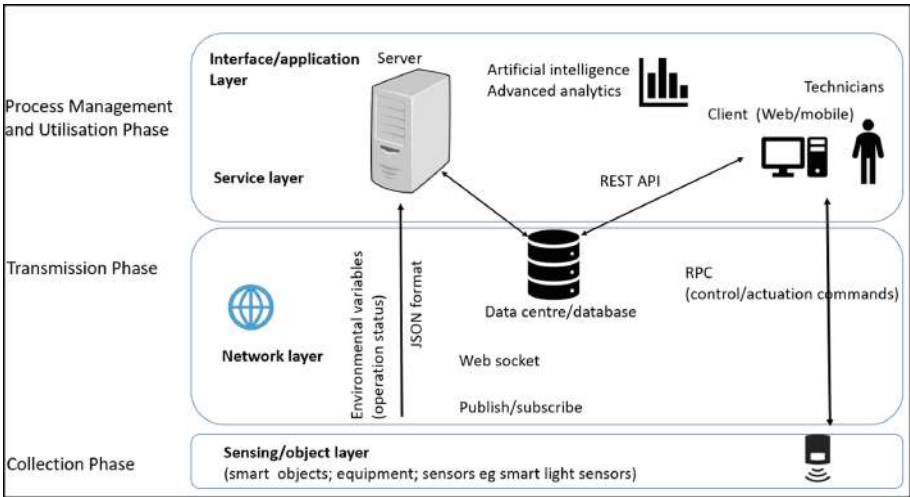 Interface/application
Layer
Server
Artificial intelligence
Advanced analytics
Technicians
Client (Web/mobile)
Process Management
and Utilisation Phase
Service layer
REST API
Transmission Phase
Environmental variables
(operation status)
JSON format
Data centre/database
RPC
(control/actuation commands)
Network layer
Web socket
Publish/subscribe
Collection Phase
Sensing/object layer
(smart objects; equipment; sensors eg smart light sensors)